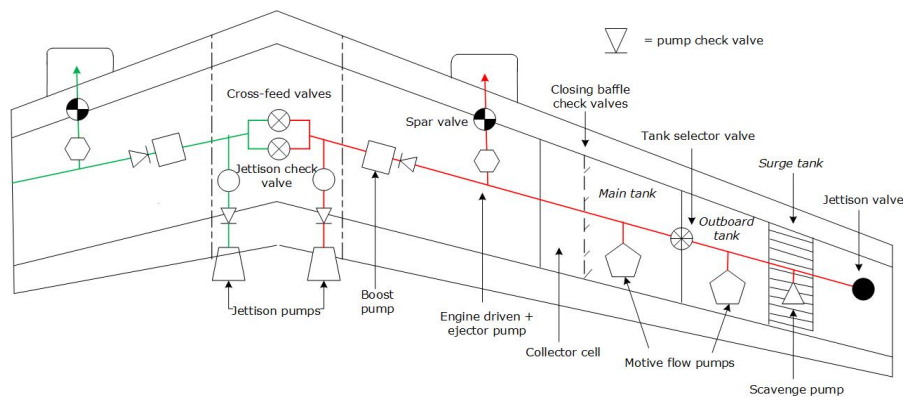 = pump check valve
Cross-feed valves
Closing baffle
check valves
Spar valve
Tank selector
valve
Surge tank
Jettison check
valve
Main tank
Jettison valve
Outboard
tank
Jettison pumps
Boost
pump
Engine driven +
ejector pump
Collector cell
Motive flow pumps
Scavenge pump